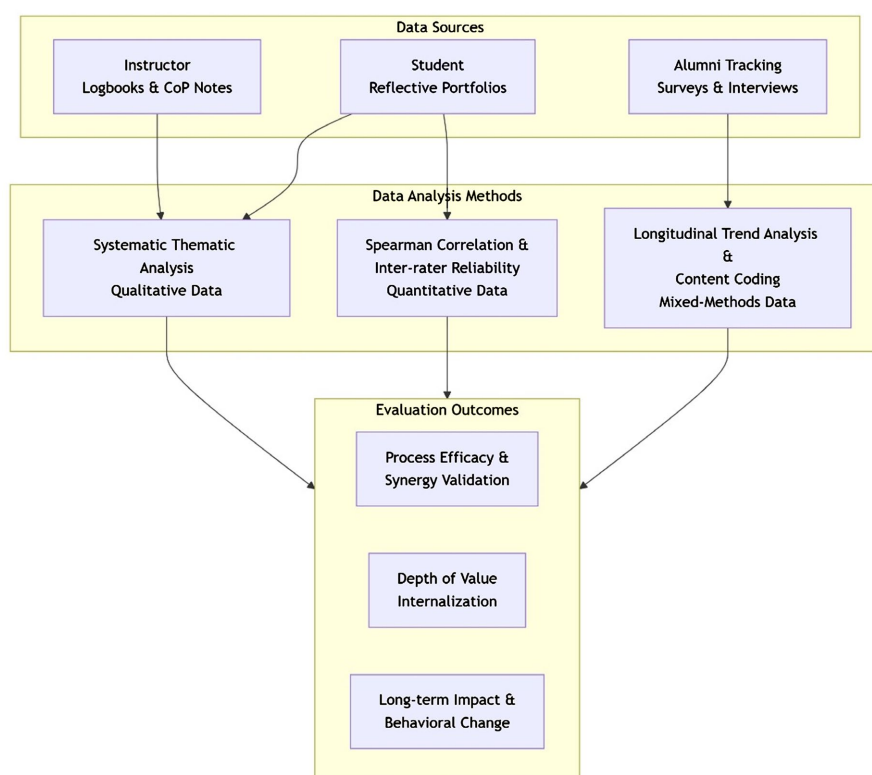 Data Sources
Instructor
Logbooks & CoP Notes
Student
Reflective Portfolios
Alumni Tracking
Surveys & Interviews
Data Analysis Methods
Systematic Thematic
Analysis
Qualitative Data
Spearman Correlation &
Inter-rater Reliability
Quantitative Data
Longitudinal Trend Analysis
&
Content Coding
Mixed-Methods Data
Evaluation Outcomes
Process Efficacy &
Synergy Validation
Depth of Value
Internalization
Long-term Impact &
Behavioral Change